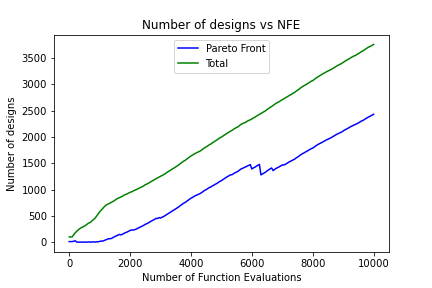 Number of designs vs NFE
Pareto Front
Total
3500
3000
2500
2000
1500
1000
500
0
Number of designs
0
2000
4000
6000
8000
10000
Number of Function Evaluations